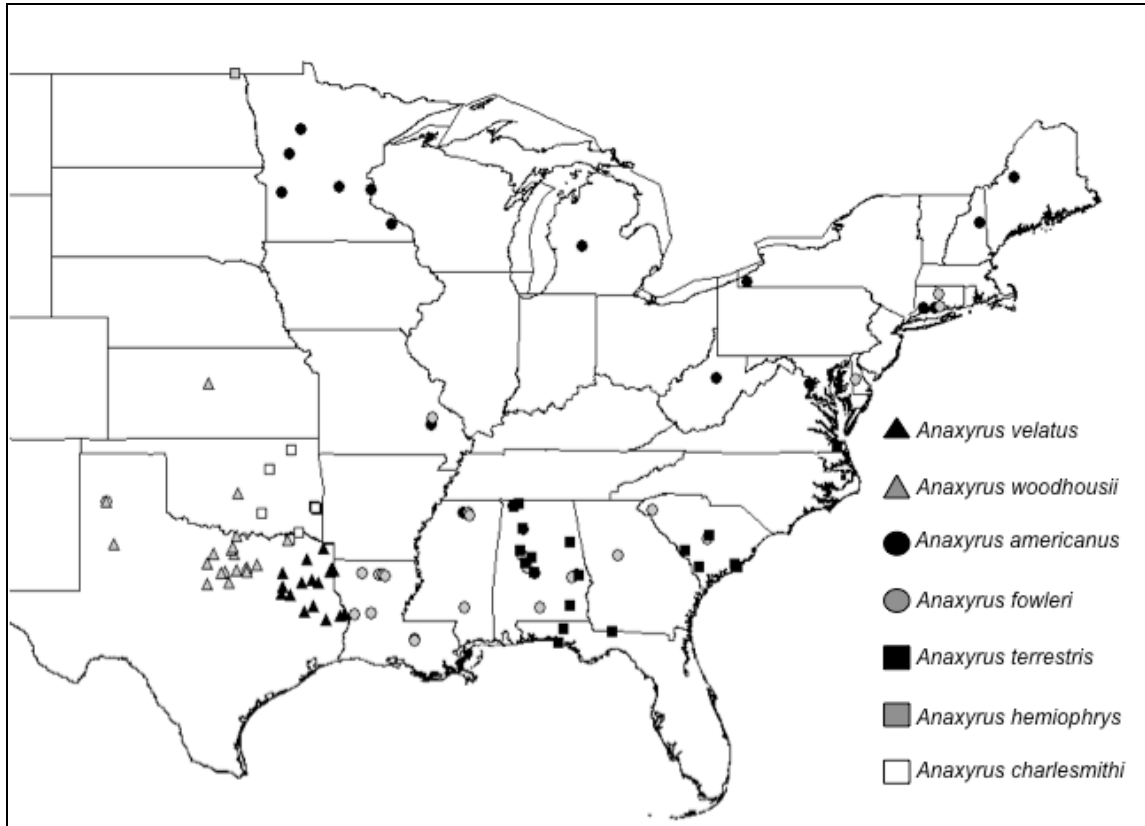 Anaxyrus velatus
Anaxyrus woodhousii
Anaxyrus americanus
Anaxyrus fowleri
Anaxyrus terrestris
Anaxyrus hemiophrys
Anaxyrus charlesmithi